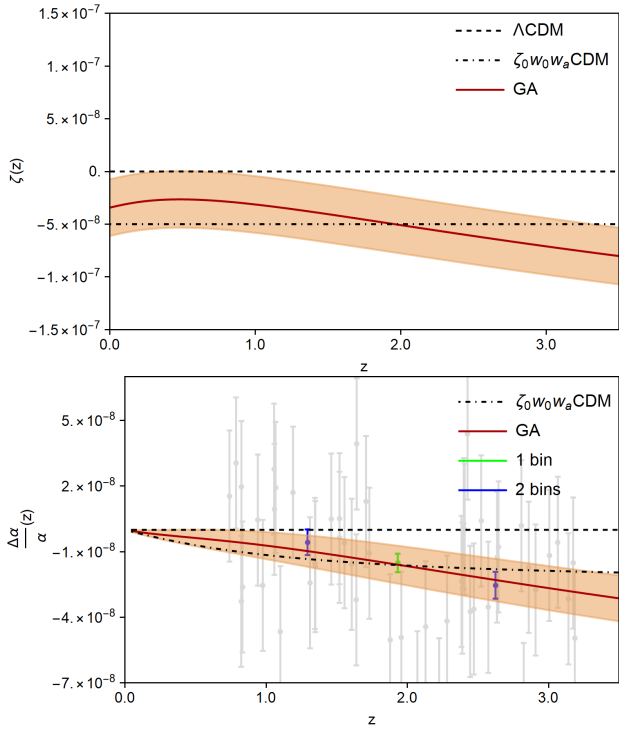 1.5×10⁻⁷
1.×10⁻⁷
5.×10⁻⁸
0.
−5.×10⁻⁸
−1.×10⁻⁷
−1.5×10⁻⁷
ζ(z)
ΛCDM
ζ₀w₀wₐCDM
GA
0.0 1.0 2.0 3.0
z
5.×10⁻⁸
2.×10⁻⁸
−1.×10⁻⁸
−4.×10⁻⁸
−7.×10⁻⁸
Δα/α(z)
ζ₀w₀wₐCDM
GA
1 bin
2 bins
0.0 1.0 2.0 3.0
z